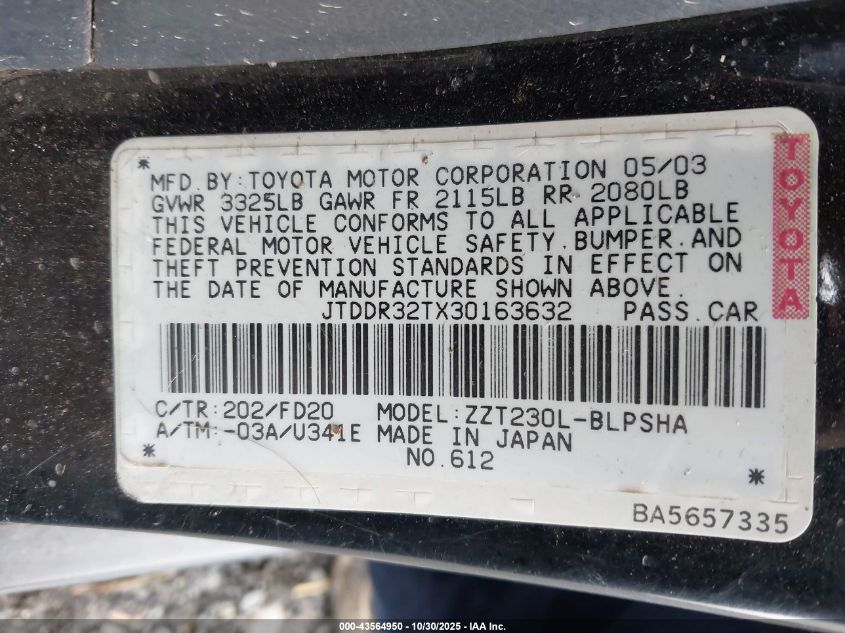 MFD.BY:TOYOTA MOTOR CORPORATION 05/03
GVWR 3325LB GAWR FR 2115LB RR 2080LB
THIS VEHICLE CONFORMS TO ALL APPLICABLE
FEDERAL MOTOR VEHICLE SAFETY.BUMPER.AND
THEFT PREVENTION STANDARDS IN EFFECT ON
THE DATE OF MANUFACTURE SHOWN ABOVE.
JTDDR32TX30163632 PASS.CAR
C/TR:202/FD20 MODEL:ZZT230L-BLPSHA
A/TM:-03A/U341E MADE IN JAPAN
NO.612
BA5657335
TOYOTA
000-43564950 - 10/30/2025 - IAA Inc.